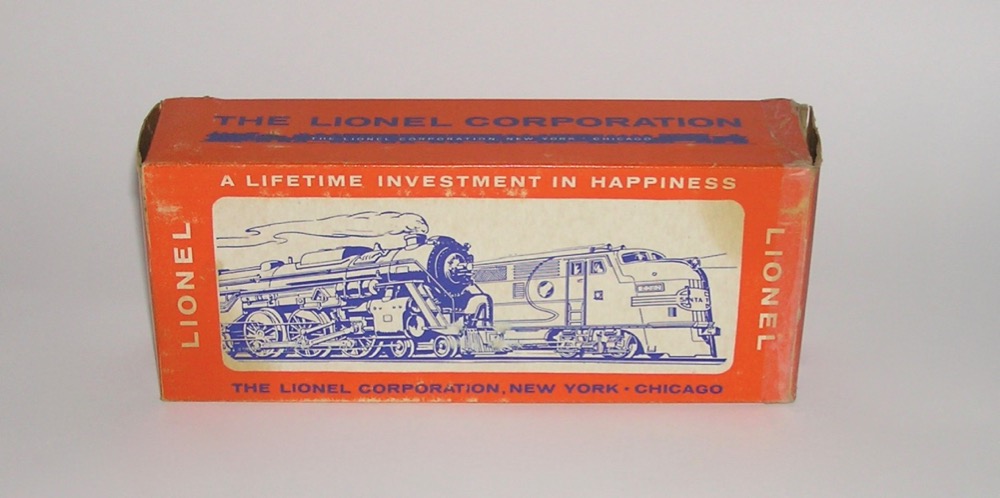 THE LIONEL CORPORATION
THE LIONEL CORPORATION, NEW YORK · CHICAGO
A LIFETIME INVESTMENT IN HAPPINESS
LIONEL
LIONEL
THE LIONEL CORPORATION, NEW YORK · CHICAGO